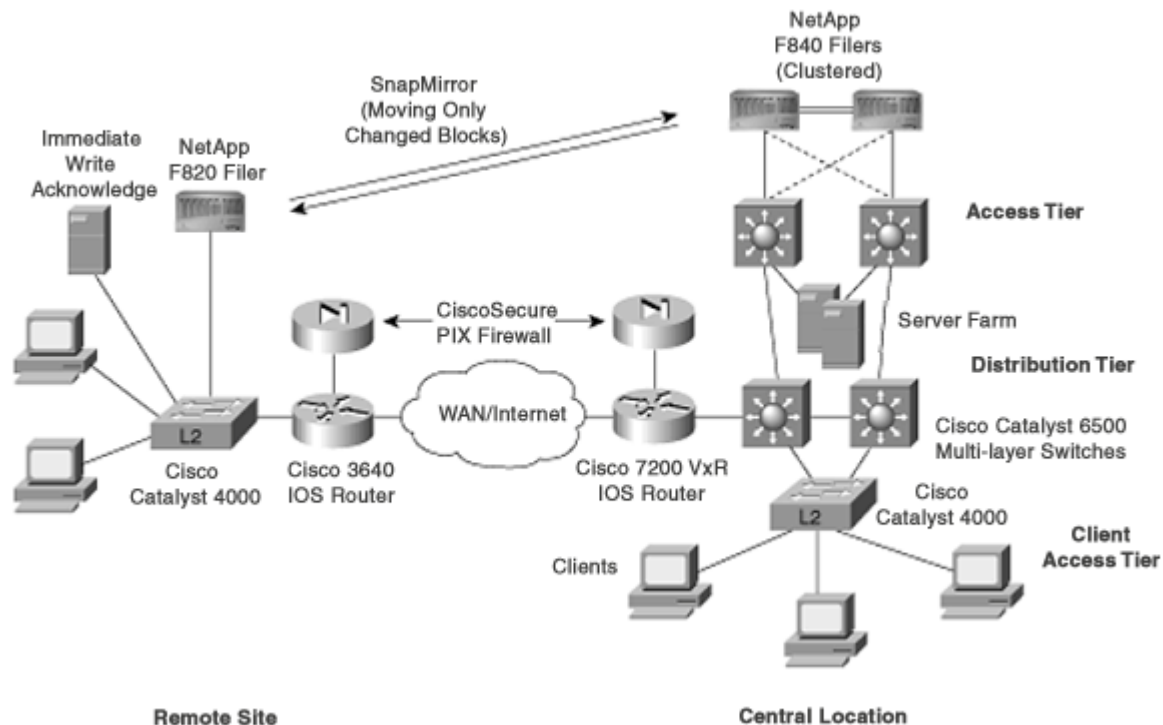 NetApp
F840 Filers
(Clustered)
SnapMirror
(Moving Only
Changed Blocks)
Immediate
Write
Acknowledge
NetApp
F820 Filer
Access Tier
CiscoSecure
PIX Firewall
Server Farm
Distribution Tier
WAN/Internet
L2
Cisco
Catalyst 4000
Cisco 3640
IOS Router
Cisco 7200 VxR
IOS Router
Cisco Catalyst 6500
Multi-layer Switches
L2
Cisco
Catalyst 4000
Clients
Client
Access Tier
Remote Site
Central Location